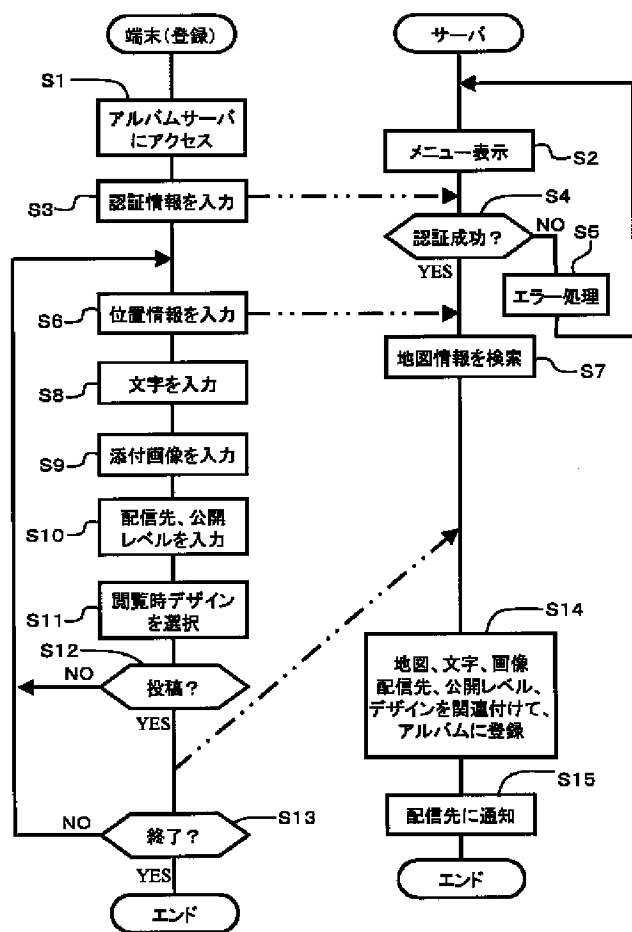 端末(登録)
S1
アルバムサーバ
にアクセス
S3
認証情報を入力
S6
位置情報を入力
S8
文字を入力
S9
添付画像を入力
S10
配信先、公開
レベルを入力
S11
閲覧時デザイン
を選択
S12
投稿?
NO
YES
終了?
S13
NO
YES
エンド
サーバ
メニュー表示
S2
S4
認証成功?
NO
YES
S5
エラー処理
地図情報を検索
S7
S14
地図、文字、画像
配信先、公開レベル、
デザインを関連付けて、
アルバムに登録
S15
配信先に通知
エンド